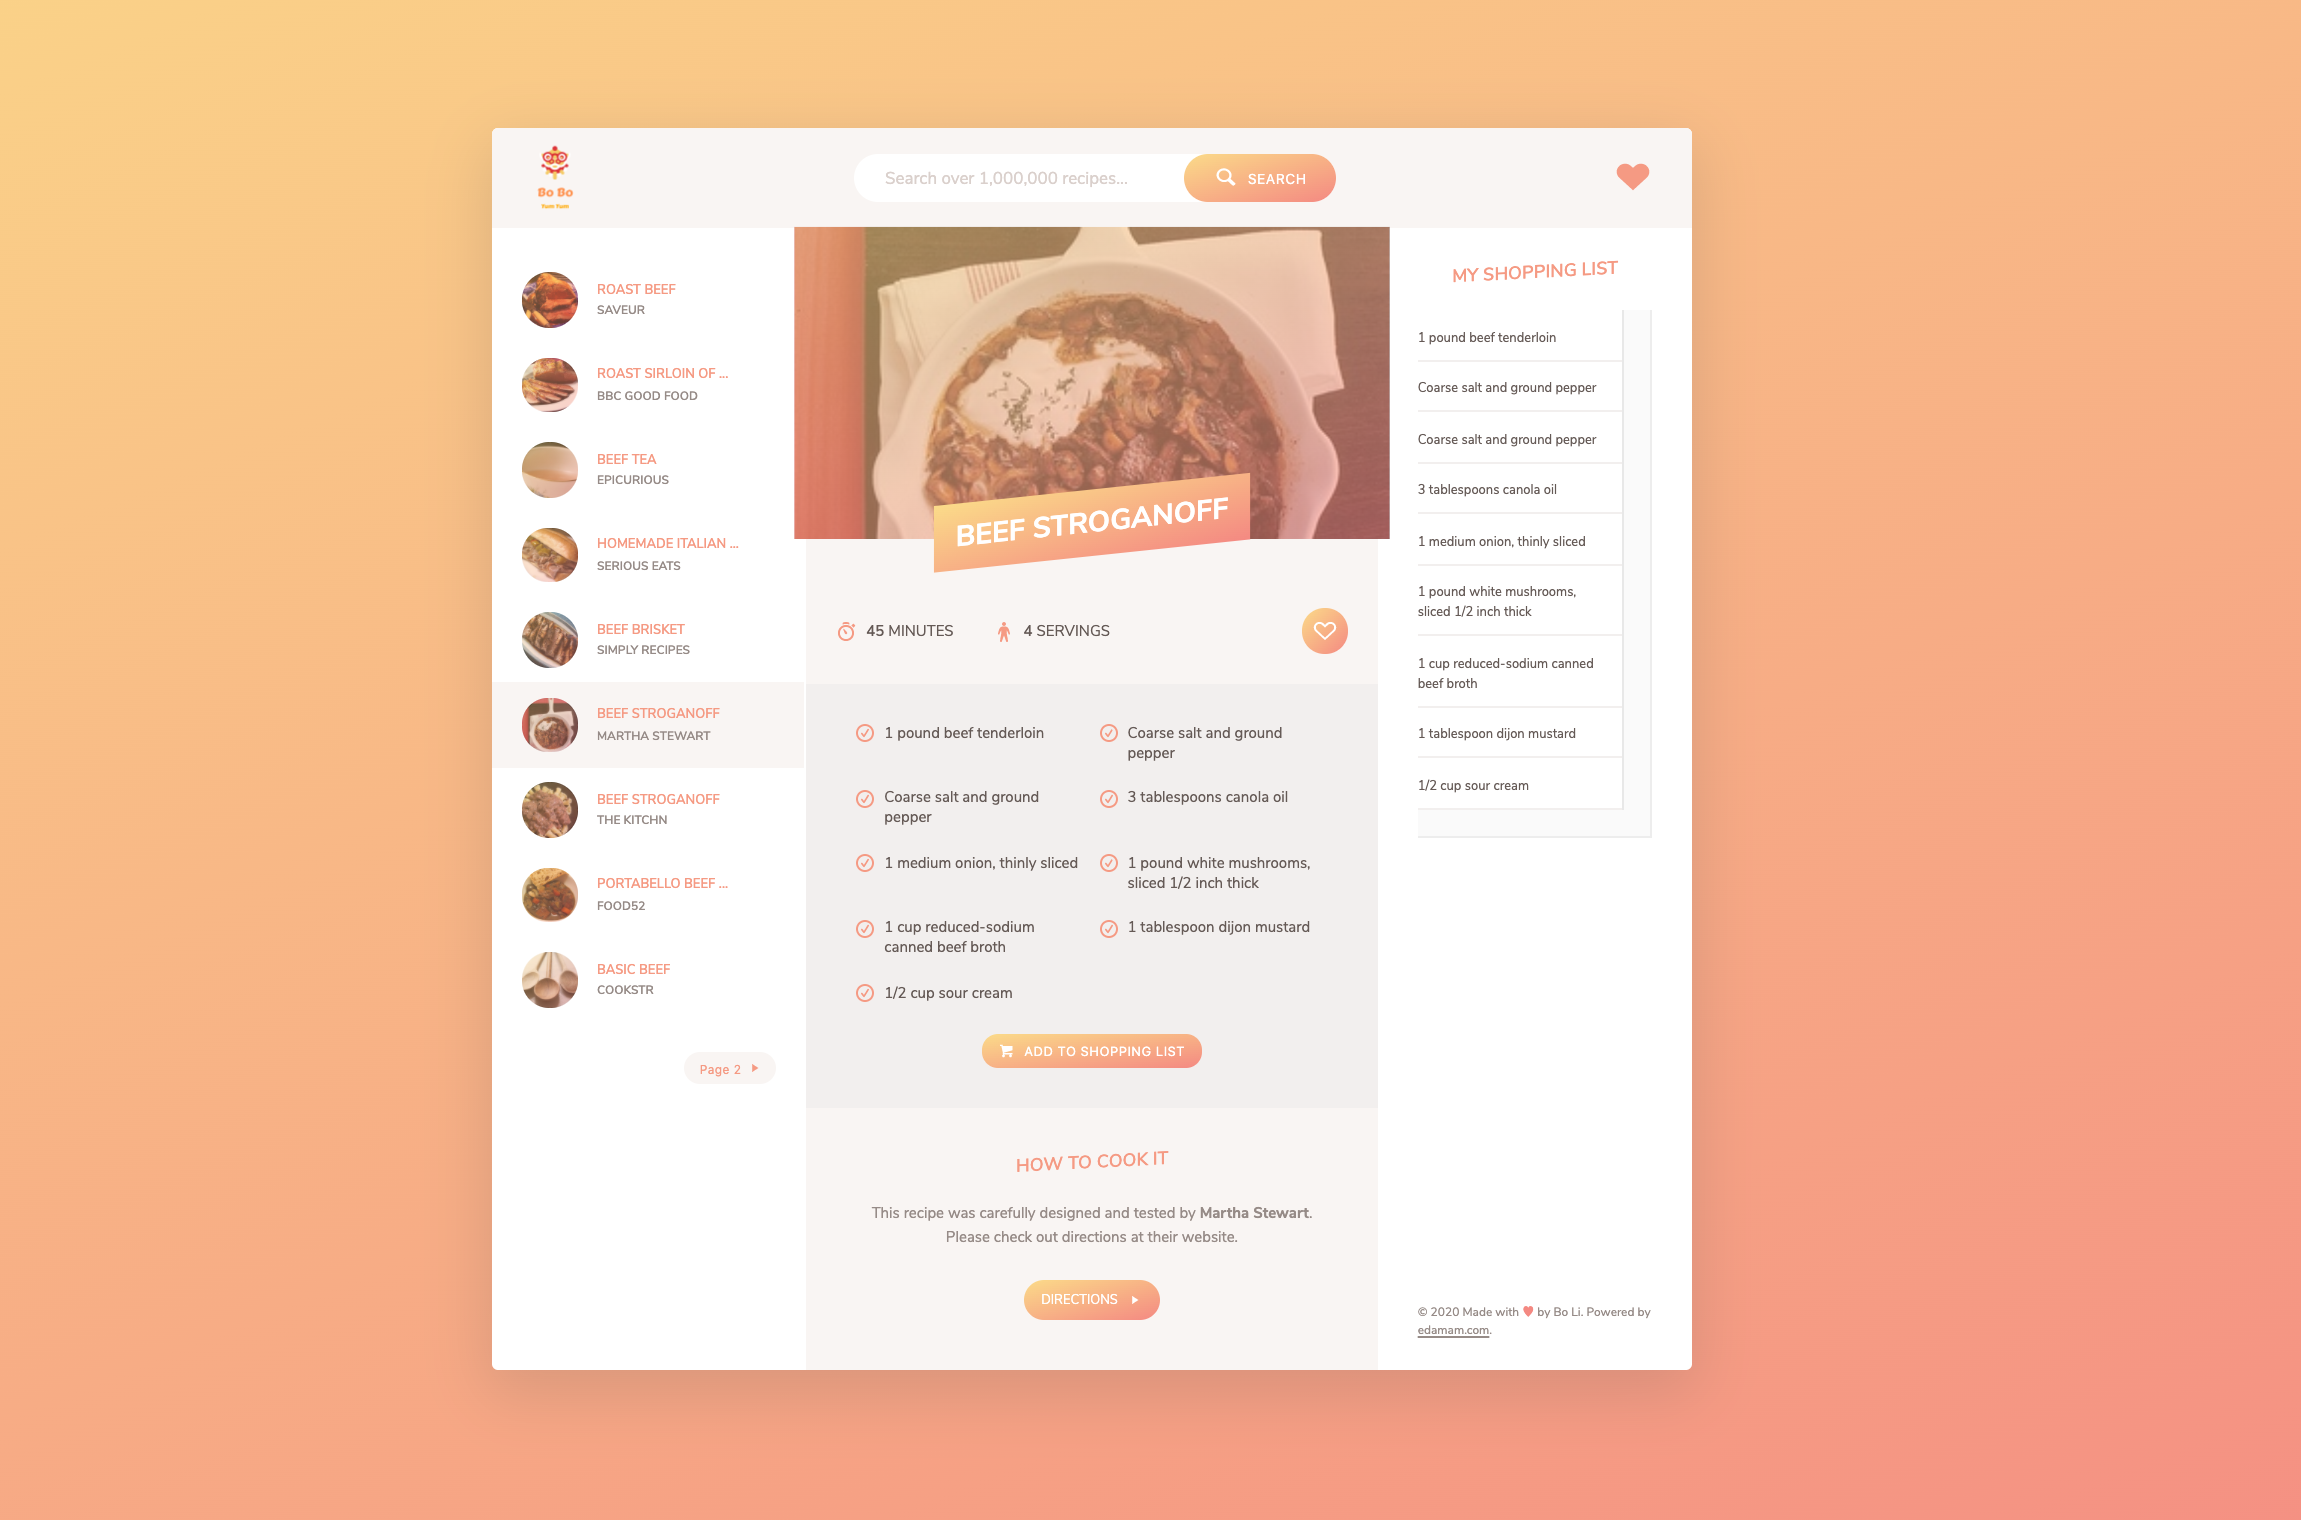 Bo Bo
Yum Yum
Search over 1,000,000 recipes...
SEARCH
ROAST BEEF
SAVEUR
ROAST SIRLOIN OF ...
BBC GOOD FOOD
BEEF TEA
EPICURIOUS
HOMEMADE ITALIAN ...
SERIOUS EATS
BEEF BRISKET
SIMPLY RECIPES
BEEF STROGANOFF
MARTHA STEWART
BEEF STROGANOFF
THE KITCHN
PORTABELLO BEEF ...
FOOD52
BASIC BEEF
COOKSTR
Page 2
BEEF STROGANOFF
45 MINUTES
4 SERVINGS
1 pound beef tenderloin
Coarse salt and ground
pepper
Coarse salt and ground
pepper
3 tablespoons canola oil
1 medium onion, thinly sliced
1 pound white mushrooms,
sliced 1/2 inch thick
1 cup reduced-sodium
canned beef broth
1 tablespoon dijon mustard
1/2 cup sour cream
ADD TO SHOPPING LIST
HOW TO COOK IT
This recipe was carefully designed and tested by Martha Stewart.
Please check out directions at their website.
DIRECTIONS
MY SHOPPING LIST
1 pound beef tenderloin
Coarse salt and ground pepper
Coarse salt and ground pepper
3 tablespoons canola oil
1 medium onion, thinly sliced
1 pound white mushrooms,
sliced 1/2 inch thick
1 cup reduced-sodium canned
beef broth
1 tablespoon dijon mustard
1/2 cup sour cream
© 2020 Made with ♥ by Bo Li. Powered by
edamam.com.